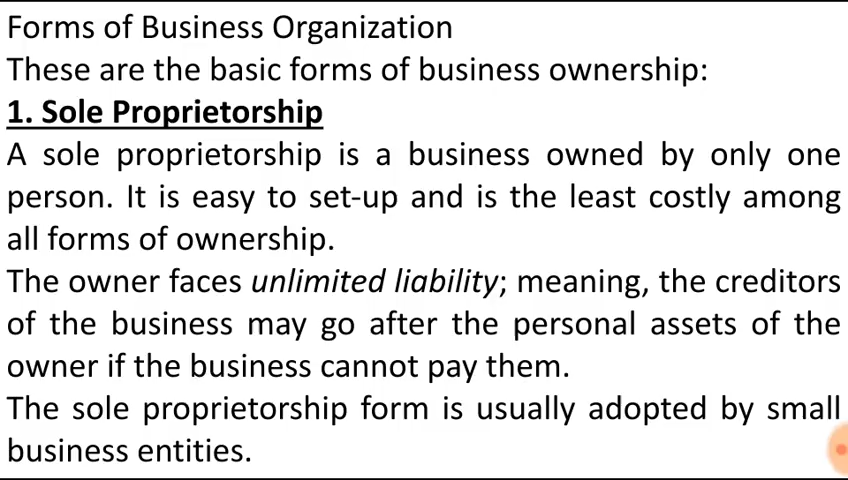 Forms of Business Organization
These are the basic forms of business ownership:
1. Sole Proprietorship
A sole proprietorship is a business owned by only one
person. It is easy to set-up and is the least costly among
all forms of ownership.
The owner faces unlimited liability; meaning, the creditors
of the business may go after the personal assets of the
owner if the business cannot pay them.
The sole proprietorship form is usually adopted by small
business entities.